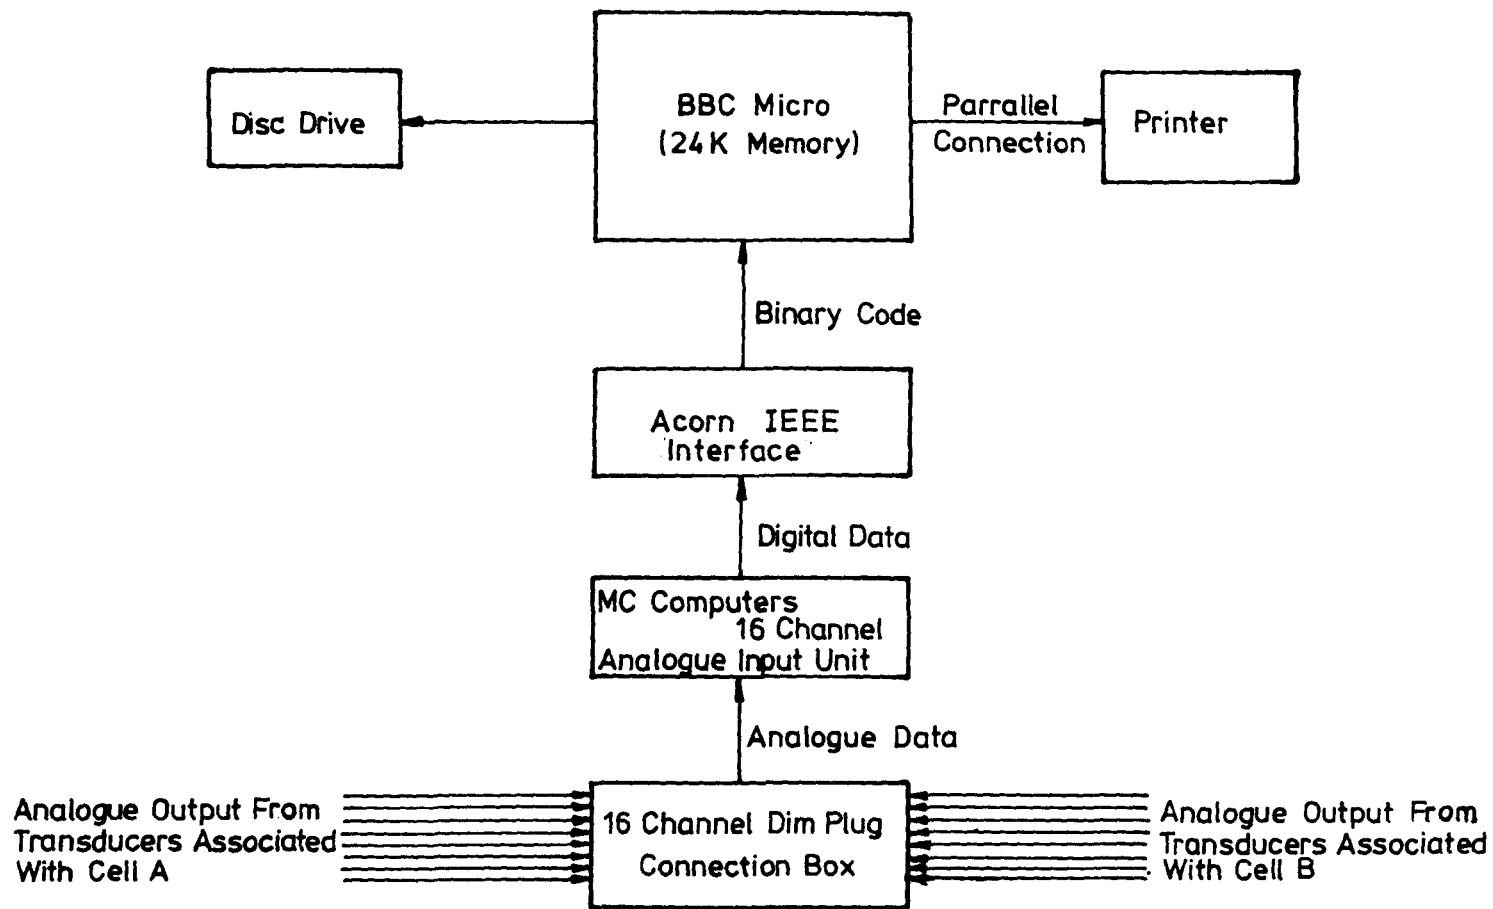 BBC Micro
(24K Memory)
Disc Drive
Parrallel
Connection
Printer
Binary Code
Acorn IEEE
Interface
Digital Data
MC Computers
16 Channel
Analogue Input Unit
Analogue Data
Analogue Output From
Transducers Associated
With Cell A
16 Channel Dim Plug
Connection Box
Analogue Output From
Transducers Associated
With Cell B